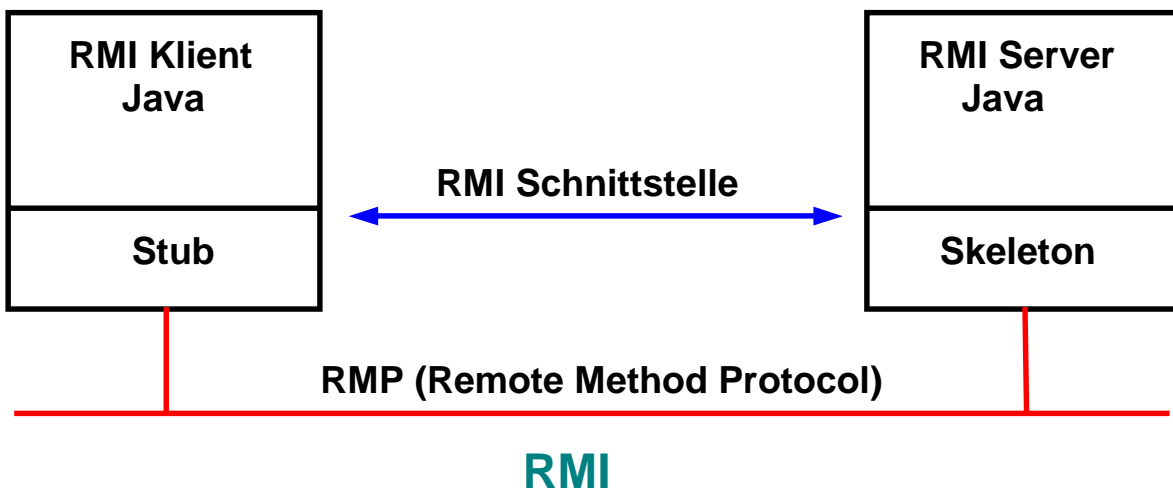 RMI Klient
Java
RMI Server
Java
RMI Schnittstelle
Stub
Skeleton
RMP (Remote Method Protocol)
RMI